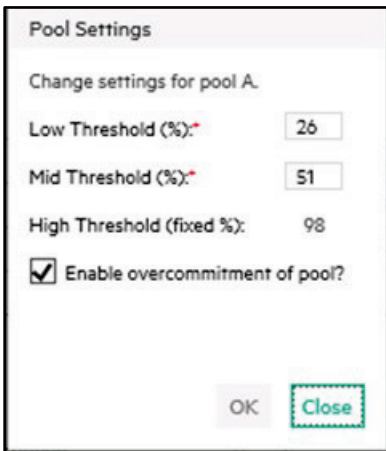 Pool Settings
Change settings for pool A.
Low Threshold (%):* 26
Mid Threshold (%):* 51
High Threshold (fixed %): 98
Enable overcommitment of pool?
OK Close